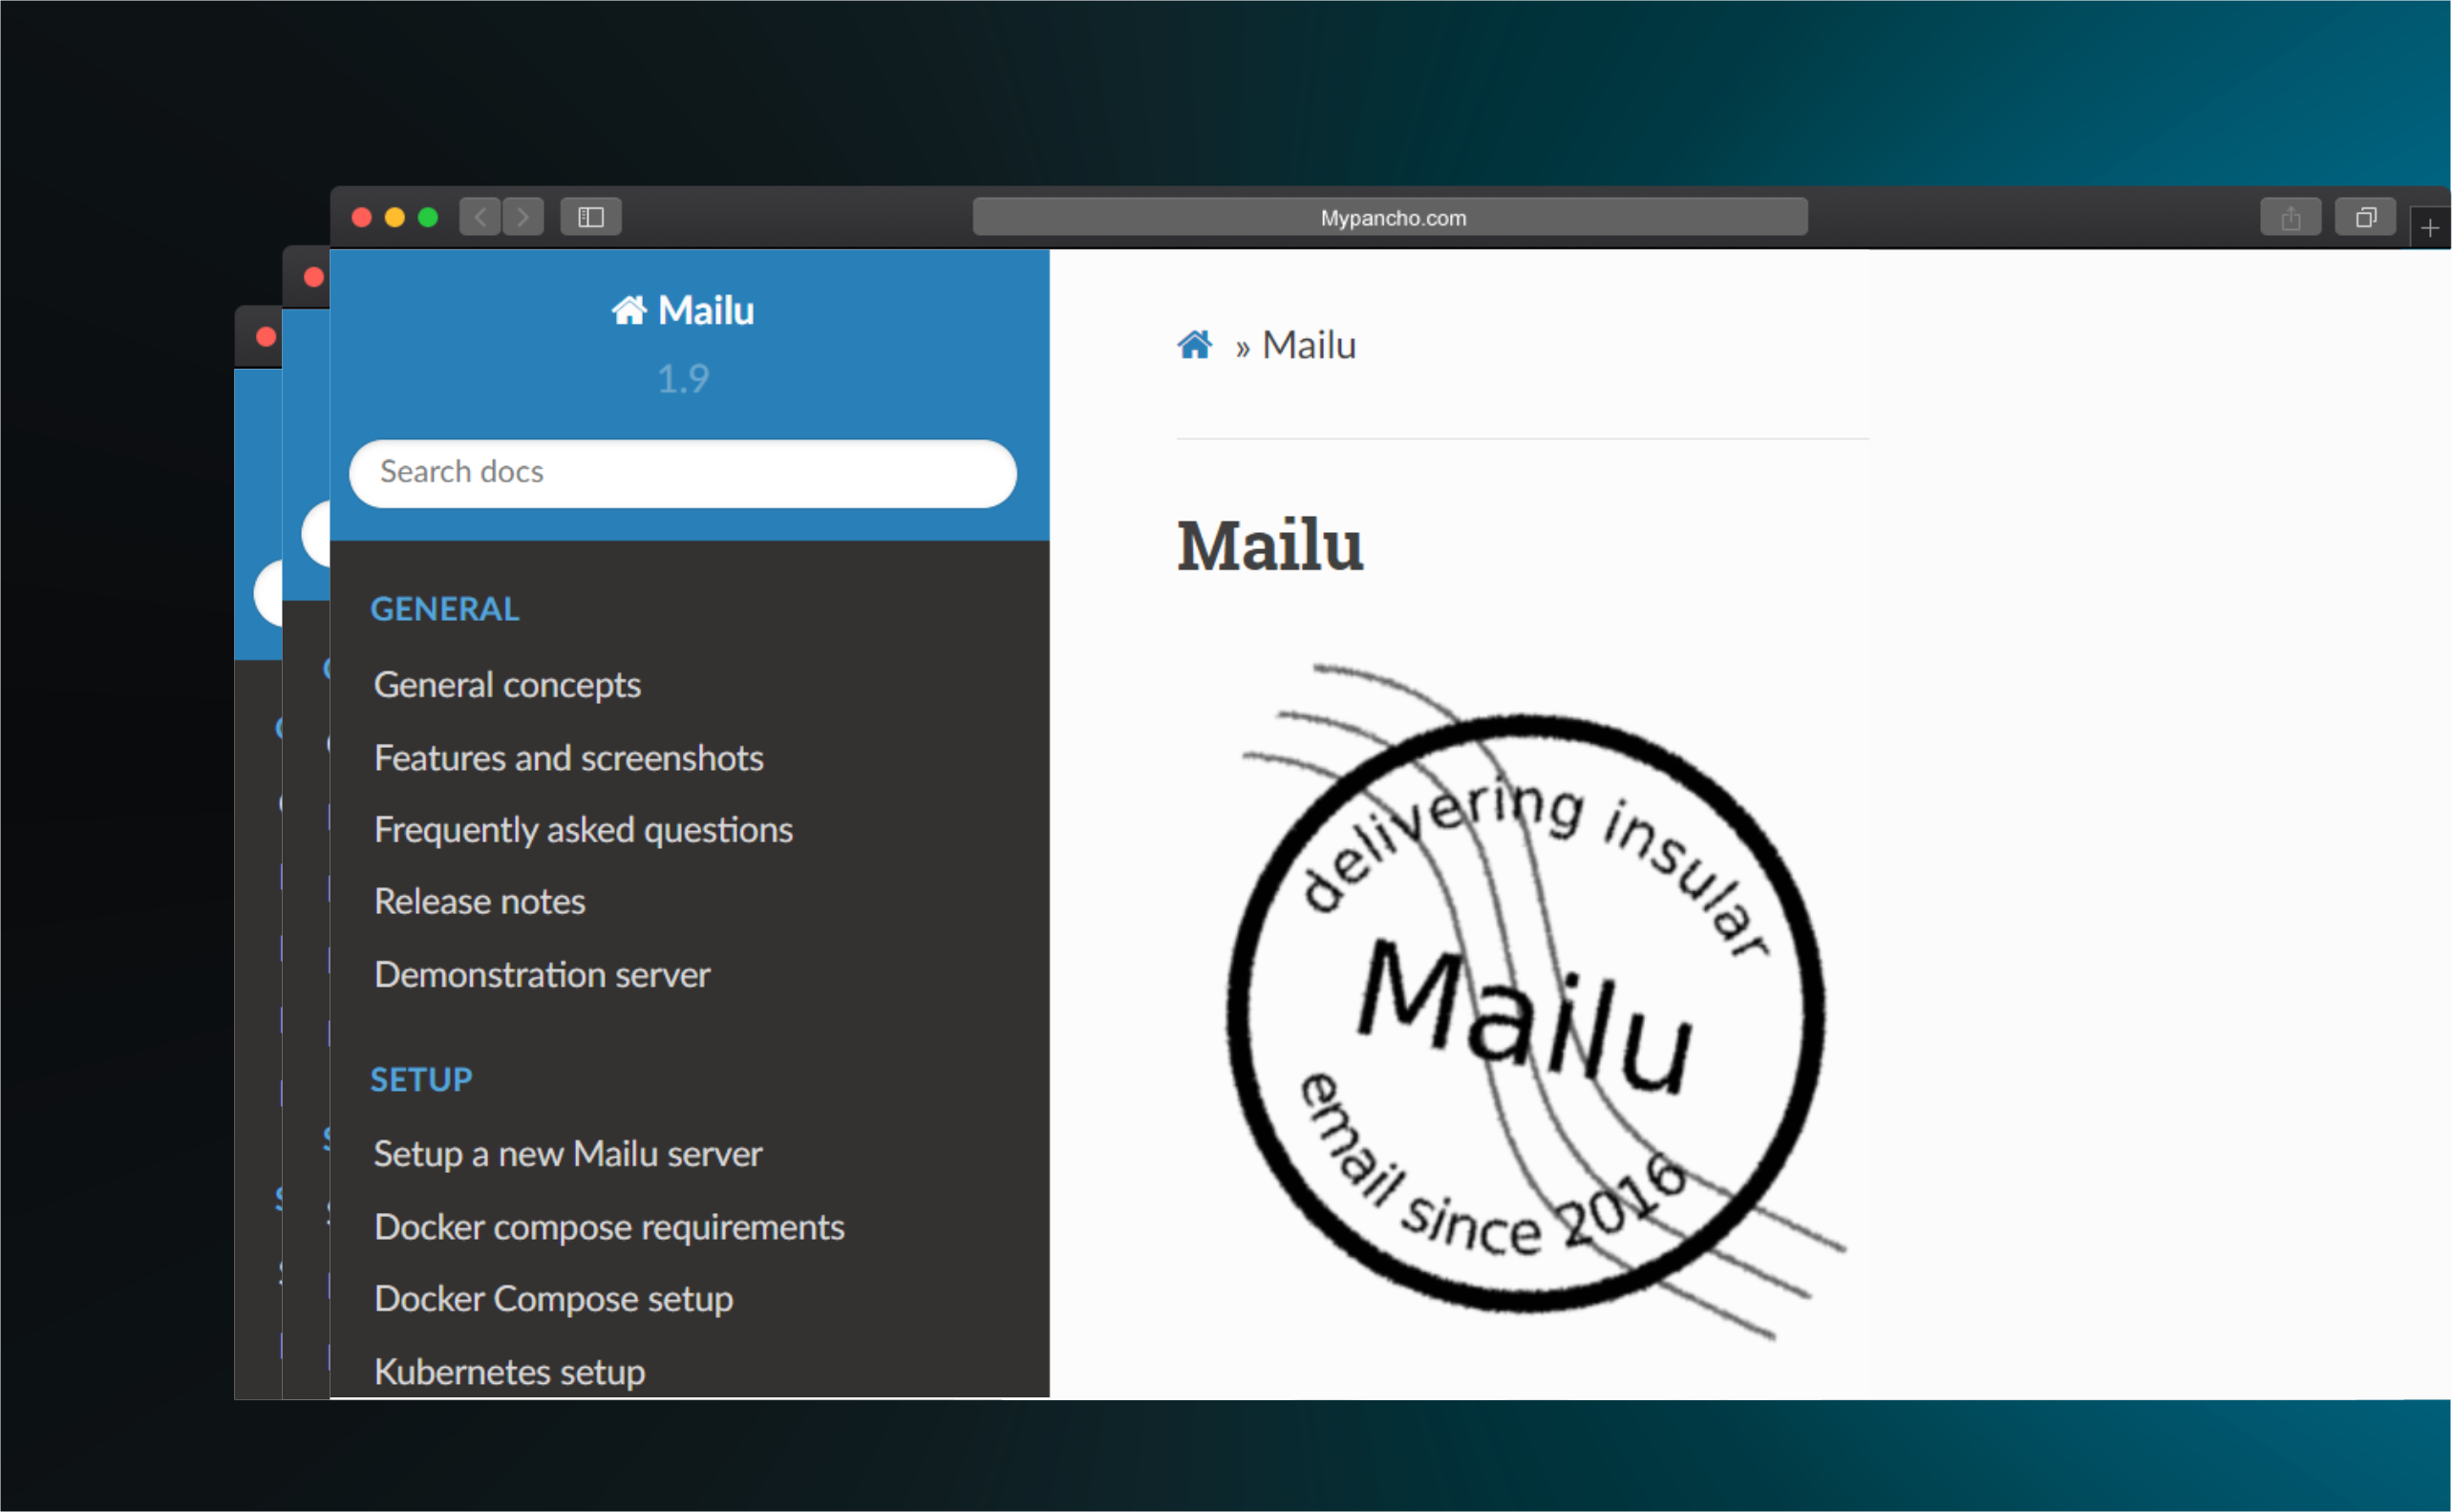 Mypancho.com
Mailu
1.9
Search docs
GENERAL
General concepts
Features and screenshots
Frequently asked questions
Release notes
Demonstration server
SETUP
Setup a new Mailu server
Docker compose requirements
Docker Compose setup
Kubernetes setup
» Mailu
Mailu
delivering insular
Mailu
email since 2016